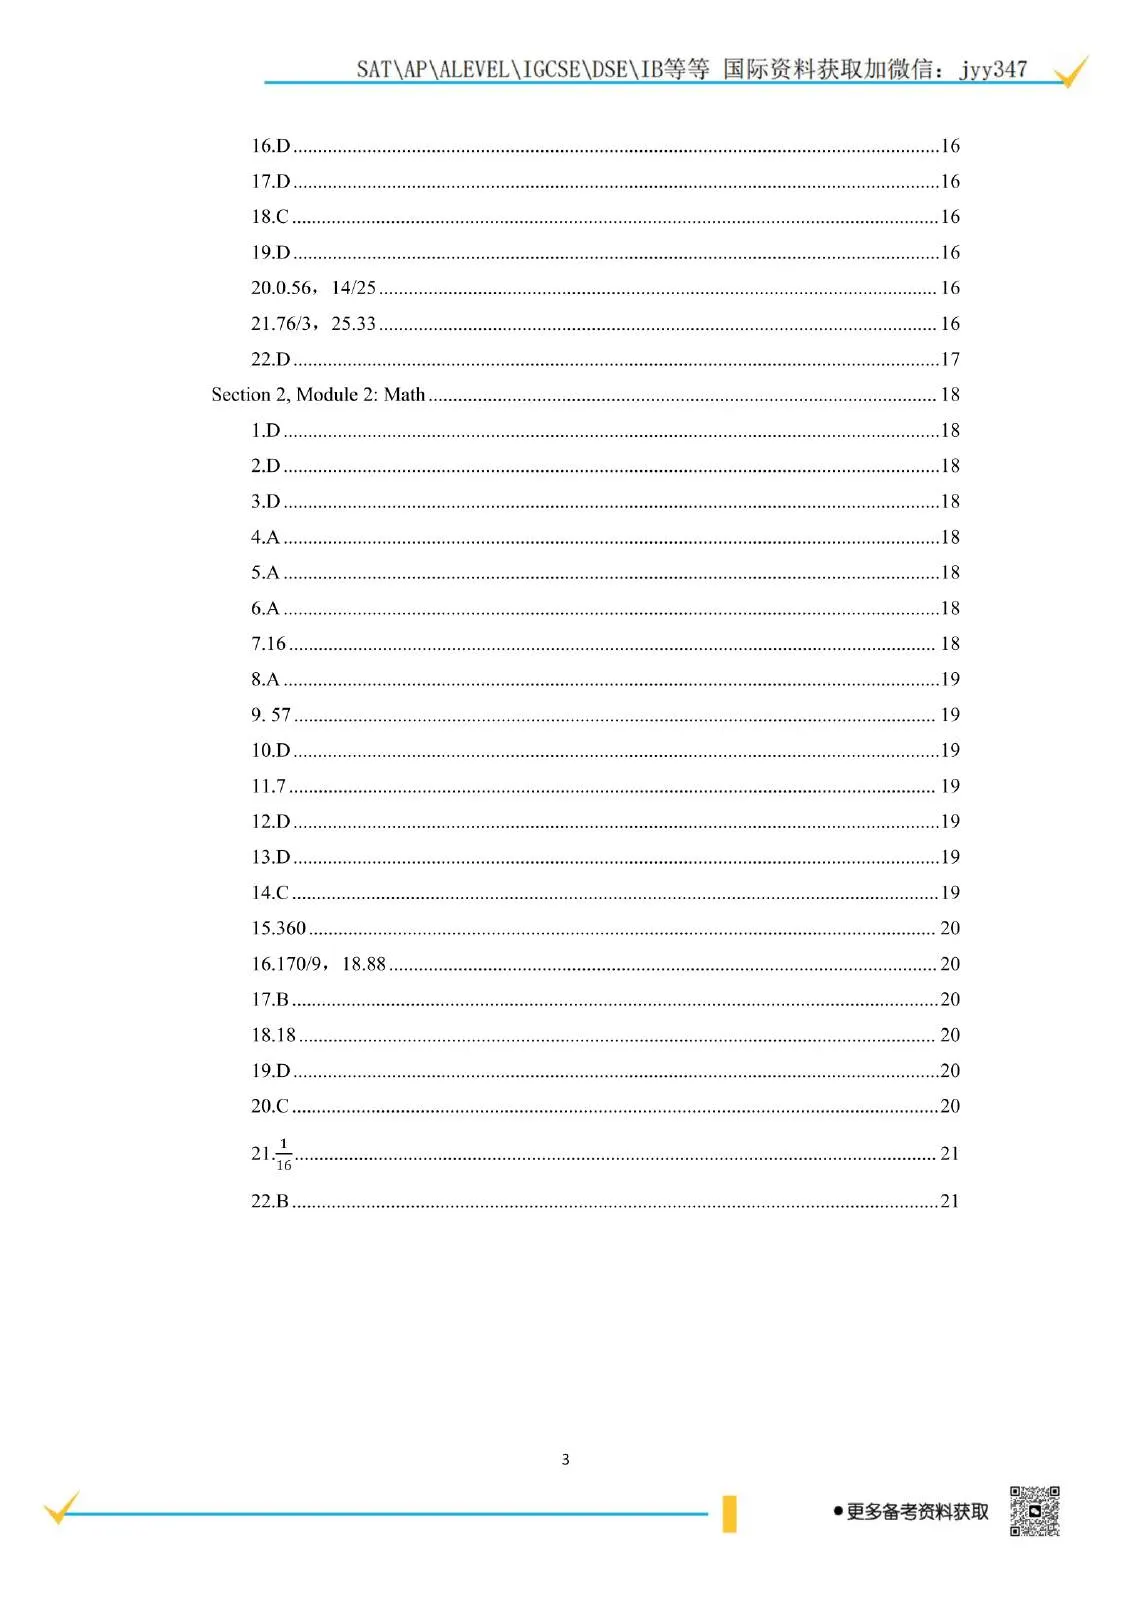 SAT\AP\ALEVEL\IGCSE\DSE\IB等等 国际资料获取加微信：jyy347
16.D........................................16
17.D........................................16
18.C........................................16
19.D........................................16
20.0.56，14/25........................................16
21.76/3，25.33........................................16
22.D........................................17
Section 2, Module 2: Math........................................18
1.D........................................18
2.D........................................18
3.D........................................18
4.A........................................18
5.A........................................18
6.A........................................18
7.16........................................18
8.A........................................19
9. 57........................................19
10.D........................................19
11.7........................................19
12.D........................................19
13.D........................................19
14.C........................................19
15.360........................................20
16.170/9，18.88........................................20
17.B........................................20
18.18........................................20
19.D........................................20
20.C........................................20
21.1/16........................................21
22.B........................................21
3
●更多备考资料获取